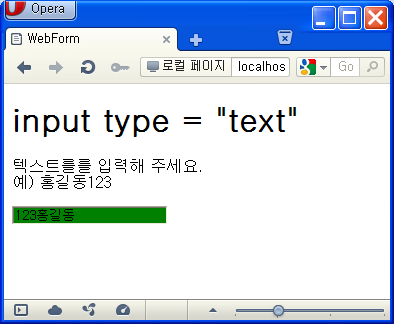 Opera
WebForm
로컬 페이지 localhos Go
input type = "text"
텍스트를를 입력해 주세요.
예) 홍길동123
123홍길동